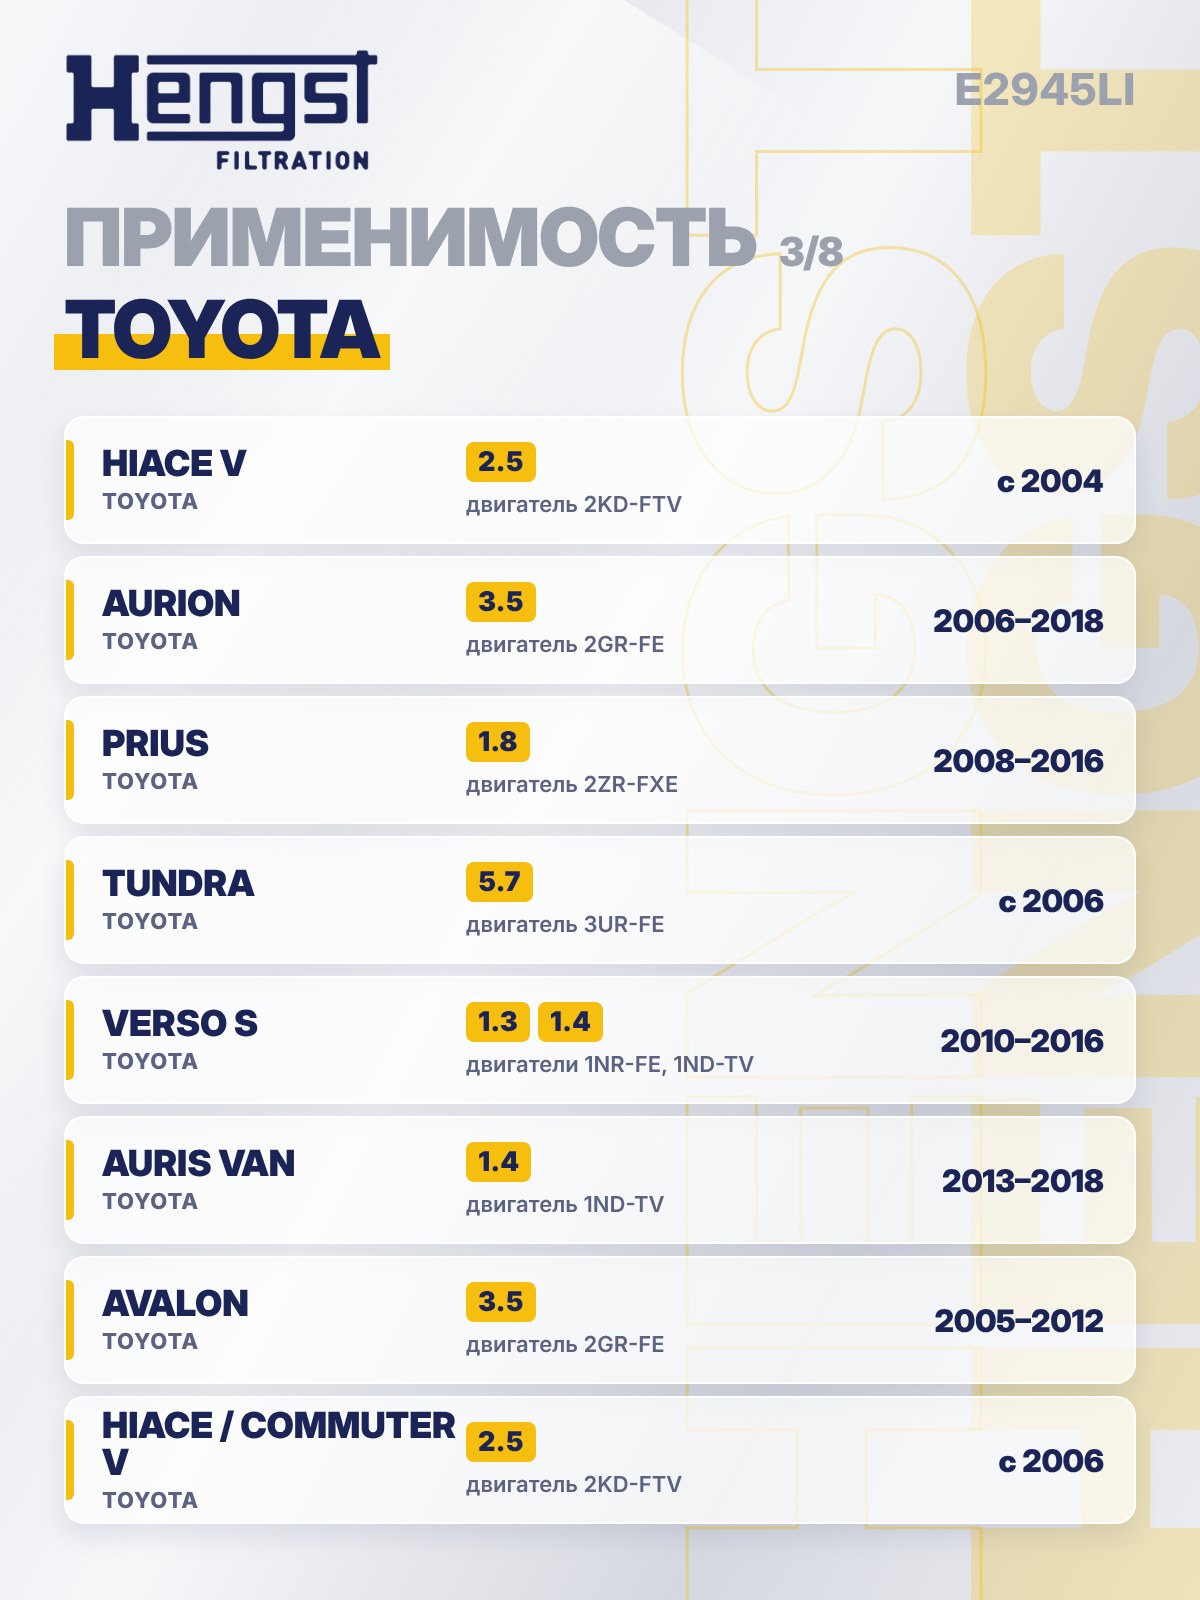 Hengst
FILTRATION
E2945LI
ПРИМЕНИМОСТЬ 3/8
TOYOTA
HIACE V
TOYOTA
2.5
двигатель 2KD-FTV
с 2004
AURION
TOYOTA
3.5
двигатель 2GR-FE
2006–2018
PRIUS
TOYOTA
1.8
двигатель 2ZR-FXE
2008–2016
TUNDRA
TOYOTA
5.7
двигатель 3UR-FE
с 2006
VERSO S
TOYOTA
1.3 1.4
двигатели 1NR-FE, 1ND-TV
2010–2016
AURIS VAN
TOYOTA
1.4
двигатель 1ND-TV
2013–2018
AVALON
TOYOTA
3.5
двигатель 2GR-FE
2005–2012
HIACE / COMMUTER
V
TOYOTA
2.5
двигатель 2KD-FTV
с 2006
HENGST
HENGST